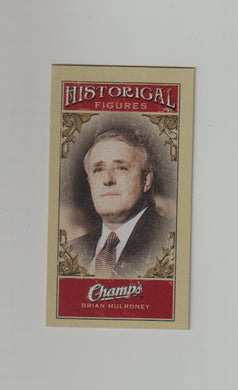 HISTORICAL
FIGURES
Champ's
BRIAN MULRONEY